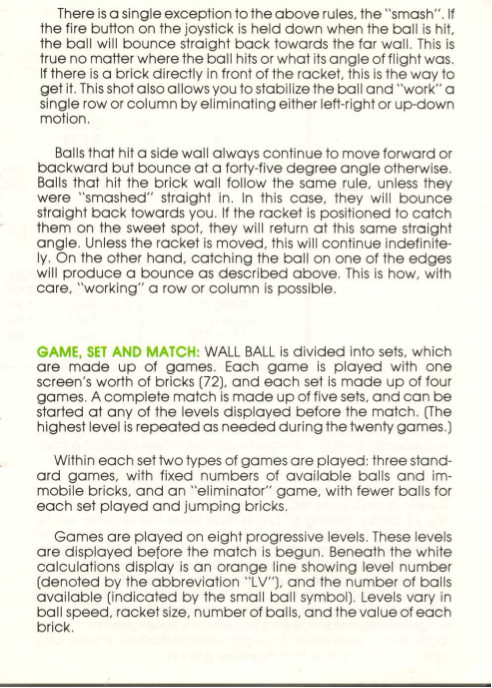 There is a single exception to the above rules, the "smash". If
the fire button on the joystick is held down when the ball is hit,
the ball will bounce straight back towards the far wall. This is
true no matter where the ball hits or what its angle of flight was.
If there is a brick directly in front of the racket, this is the way to
get it. This shot also allows you to stabilize the ball and "work" a
single row or column by eliminating either left-right or up-down
motion.
Balls that hit a side wall always continue to move forward or
backward but bounce at a forty-five degree angle otherwise.
Balls that hit the brick wall follow the same rule, unless they
were "smashed" straight in. In this case, they will bounce
straight back towards you. If the racket is positioned to catch
them on the sweet spot, they will return at this same straight
angle. Unless the racket is moved, this will continue indefinite-
ly. On the other hand, catching the ball on one of the edges
will produce a bounce as described above. This is how, with
care, "working" a row or column is possible.
GAME, SET AND MATCH: WALL BALL is divided into sets, which
are made up of games. Each game is played with one
screen's worth of bricks (72), and each set is made up of four
games. A complete match is made up of five sets, and can be
started at any of the levels displayed before the match. (The
highest level is repeated as needed during the twenty games.)
Within each set two types of games are played: three stand-
ard games, with fixed numbers of available balls and im-
mobile bricks, and an "eliminator" game, with fewer balls for
each set played and jumping bricks.
Games are played on eight progressive levels. These levels
are displayed before the match is begun. Beneath the white
calculations display is an orange line showing level number
(denoted by the abbreviation "LV"), and the number of balls
available (indicated by the small ball symbol). Levels vary in
ball speed, racket size, number of balls, and the value of each
brick.